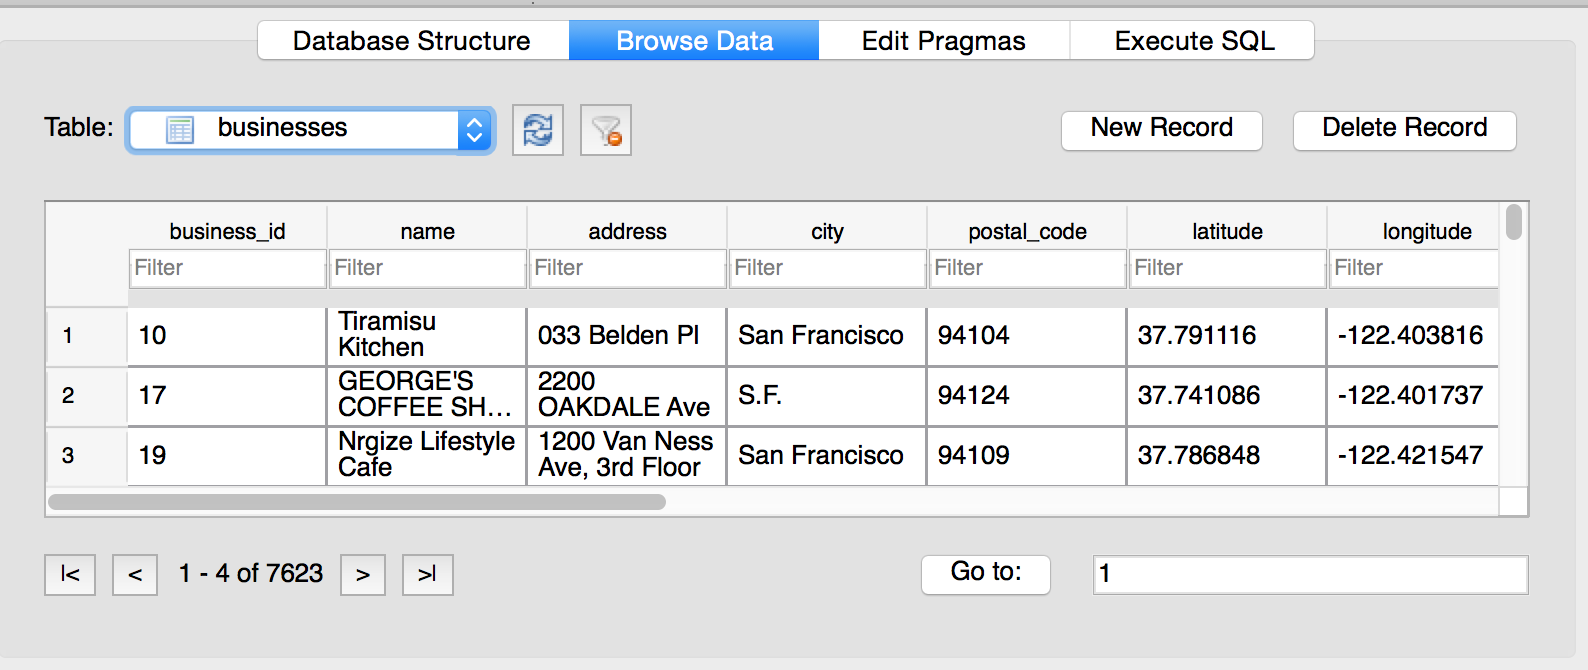 Database Structure Browse Data Edit Pragmas Execute SQL
Table: businesses New Record Delete Record
business_id name address city postal_code latitude longitude
Filter Filter Filter Filter Filter Filter Filter
1 10 Tiramisu Kitchen 033 Belden Pl San Francisco 94104 37.791116 -122.403816
2 17 GEORGE'S COFFEE SH... 2200 OAKDALE Ave S.F. 94124 37.741086 -122.401737
3 19 Nrgize Lifestyle Cafe 1200 Van Ness Ave, 3rd Floor San Francisco 94109 37.786848 -122.421547
|< < 1 - 4 of 7623 > >| Go to: 1